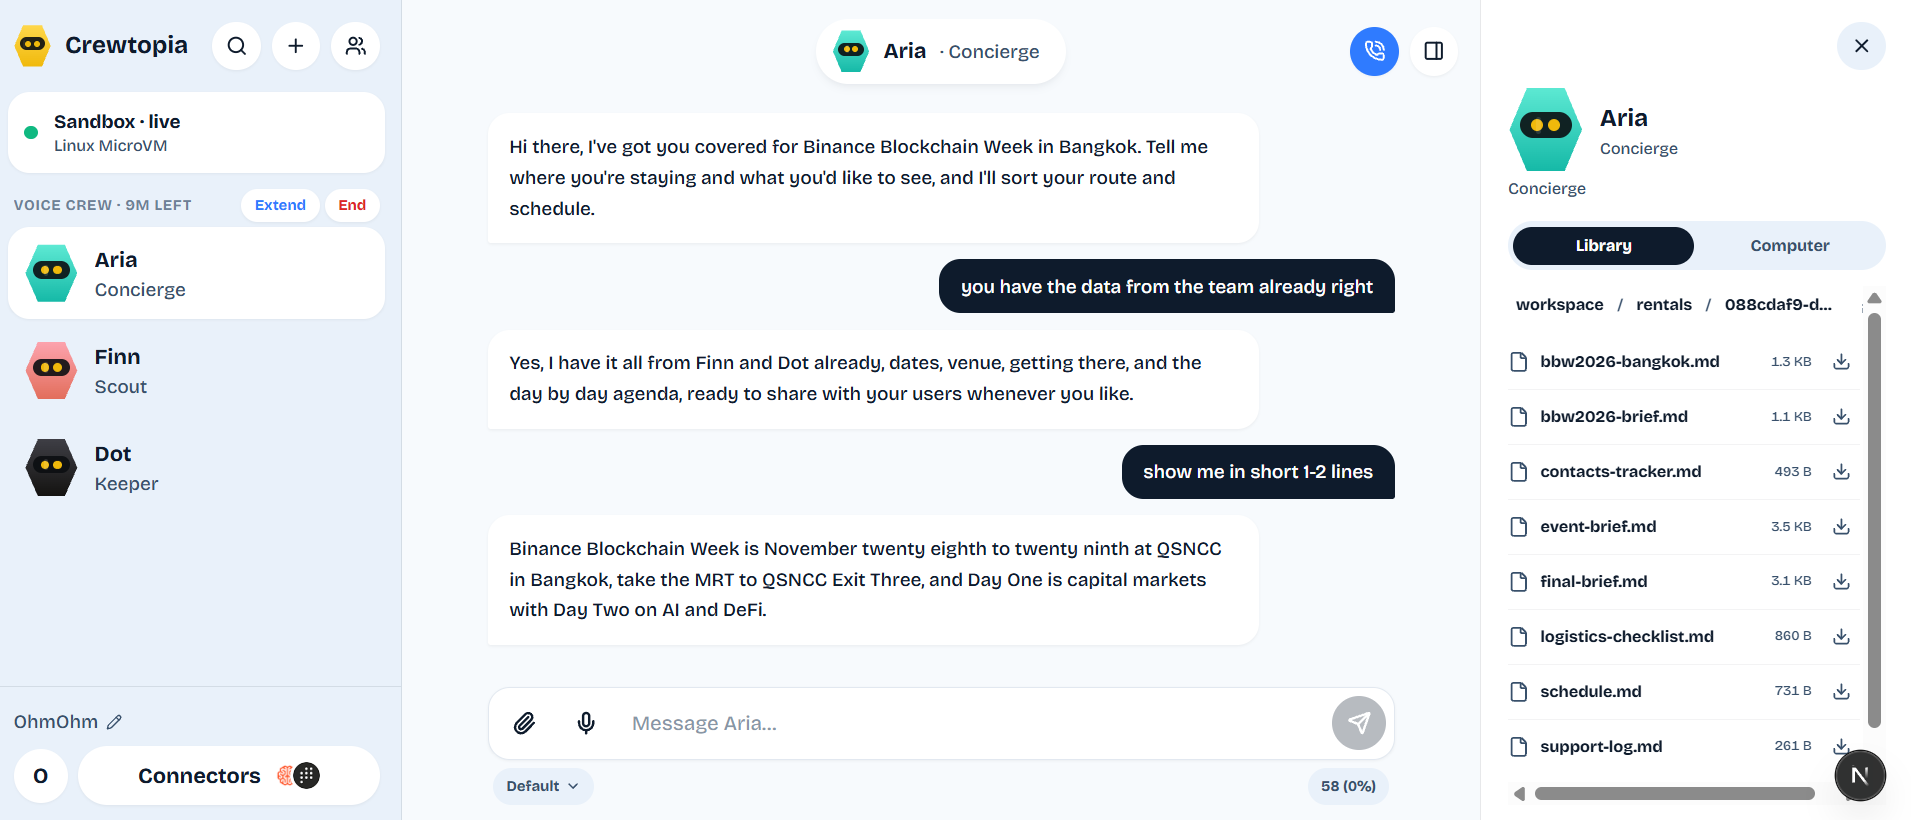 Crewtopia
Sandbox · live
Linux MicroVM
VOICE CREW · 9M LEFT
Extend
End
Aria
Concierge
Finn
Scout
Dot
Keeper
OhmOhm
O
Connectors
Aria · Concierge
Hi there, I've got you covered for Binance Blockchain Week in Bangkok. Tell me
where you're staying and what you'd like to see, and I'll sort your route and
schedule.
you have the data from the team already right
Yes, I have it all from Finn and Dot already, dates, venue, getting there, and the
day by day agenda, ready to share with your users whenever you like.
show me in short 1-2 lines
Binance Blockchain Week is November twenty eighth to twenty ninth at QSNCC
in Bangkok, take the MRT to QSNCC Exit Three, and Day One is capital markets
with Day Two on AI and DeFi.
Message Aria...
Default
58 (0%)
Aria
Concierge
Concierge
Library
Computer
workspace / rentals / 088cdaf9-d...
bbw2026-bangkok.md 1.3 KB
bbw2026-brief.md 1.1 KB
contacts-tracker.md 493 B
event-brief.md 3.5 KB
final-brief.md 3.1 KB
logistics-checklist.md 860 B
schedule.md 731 B
support-log.md 261 B
N